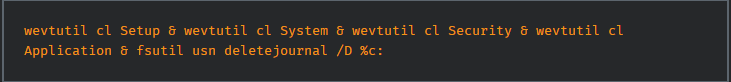 wevtutil cl Setup & wevtutil cl System & wevtutil cl Security & wevtutil cl
Application & fsutil usn deletejournal /D %c: